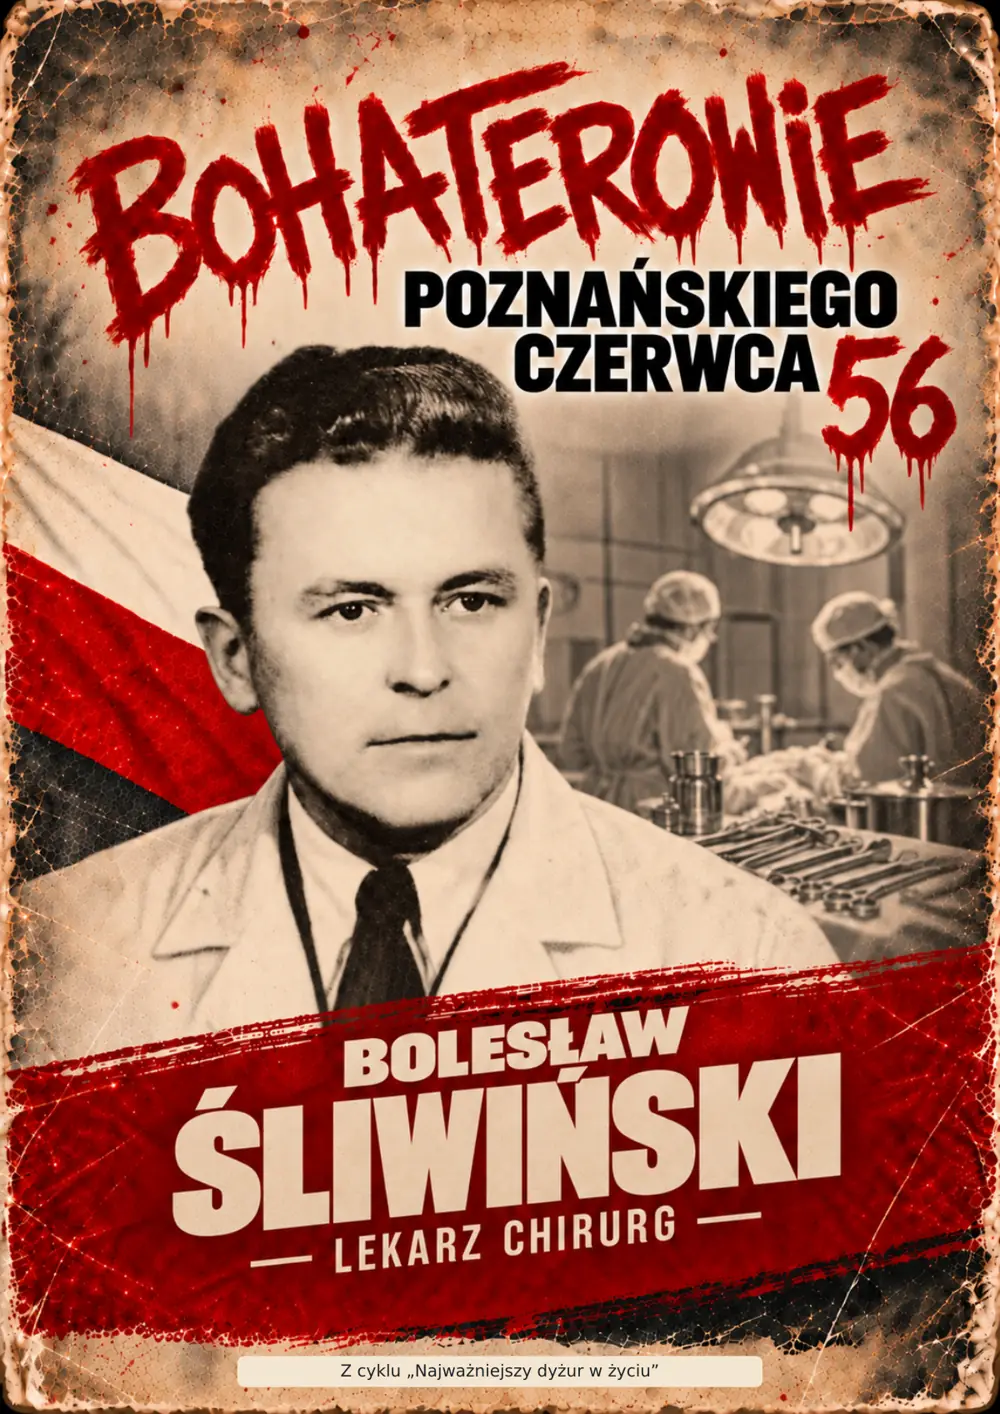 BOHATEROWiE
POZNAŃSKIEGO
CZERWCA 56
BOLESŁAW
ŚLIWIŃSKI
— LEKARZ CHIRURG —
Z cyklu „Najważniejszy dyżur w życiu”